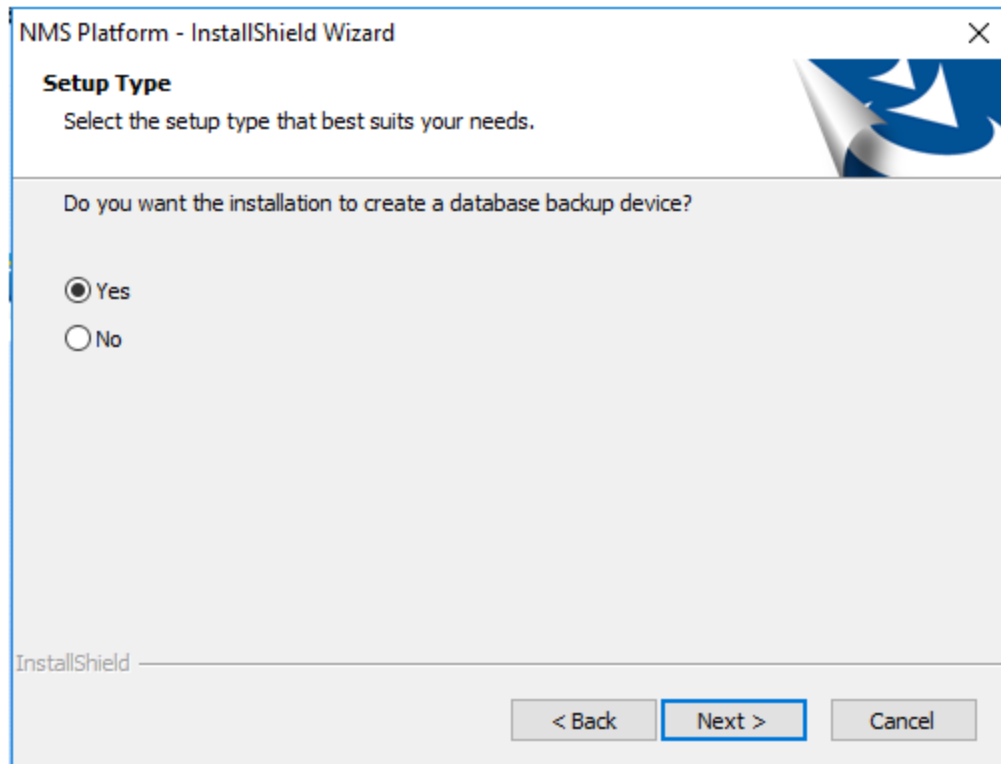 NMS Platform - InstallShield Wizard
Setup Type
Select the setup type that best suits your needs.
Do you want the installation to create a database backup device?
Yes
No
InstallShield
< Back Next > Cancel